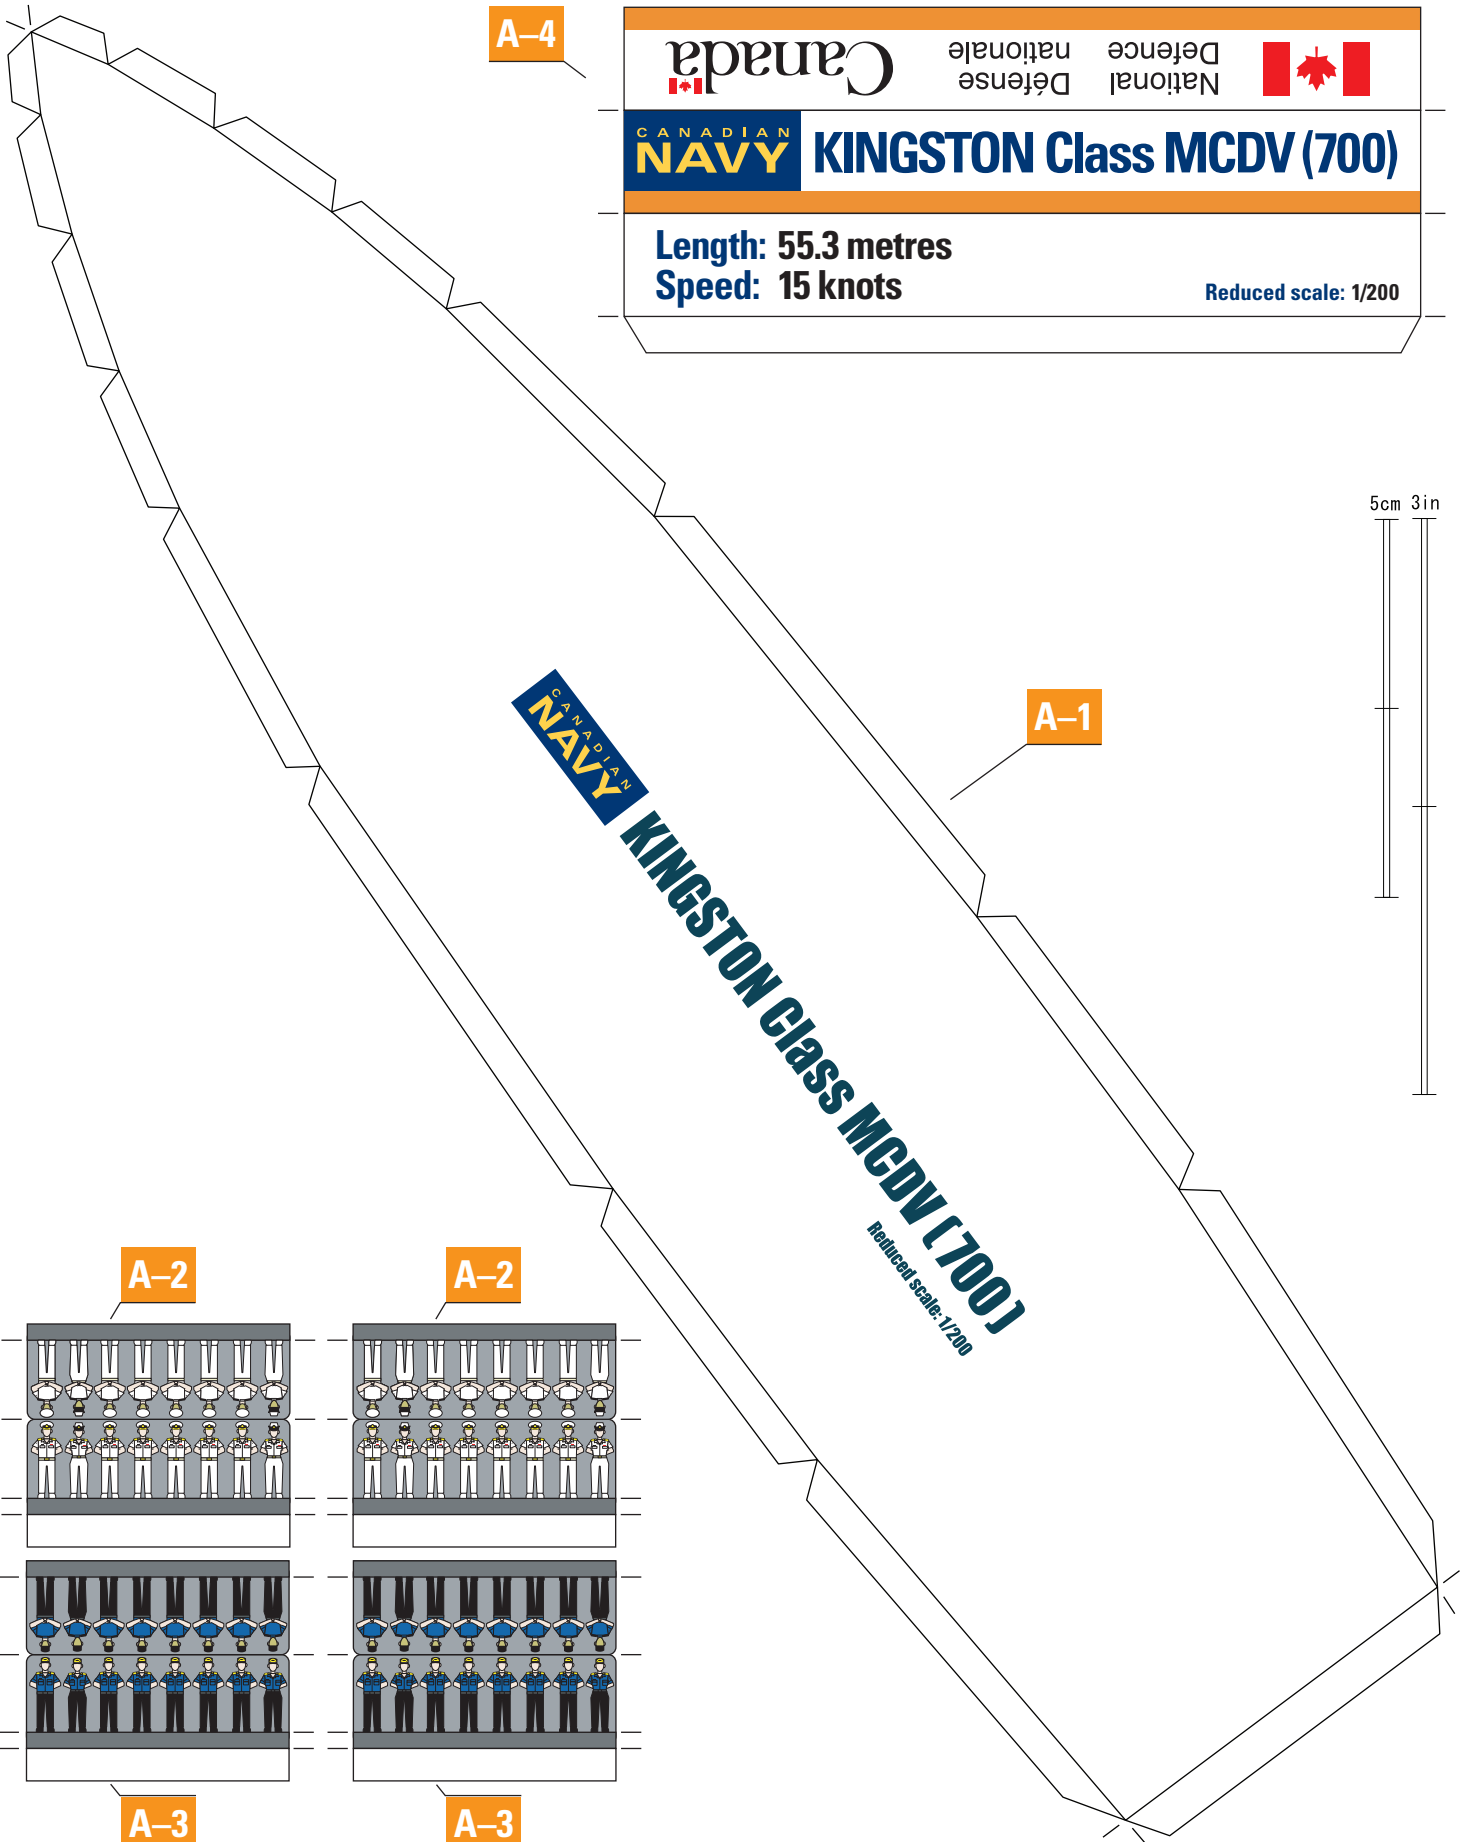 A–4
Canada
National Défense
Defence nationale
CANADIAN
NAVY
KINGSTON Class MCDV (700)
Length: 55.3 metres
Speed: 15 knots
Reduced scale: 1/200
5cm 3in
A–1
CANADIAN
NAVY
KINGSTON Class MCDV (700)
Reduced scale: 1/200
A–2
A–2
A–3
A–3